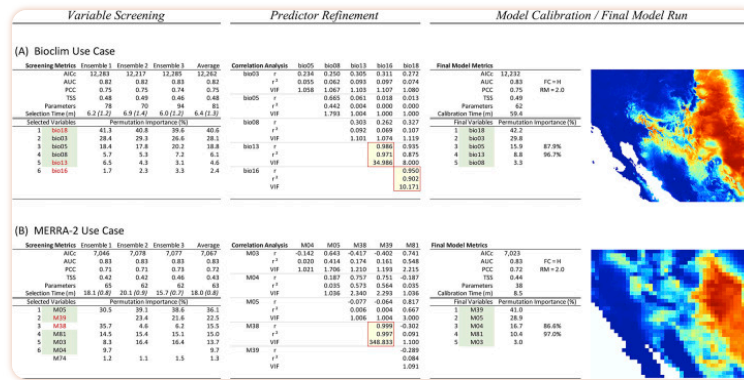 Variable Screening Predictor Refinement Model Calibration / Final Model Run
(A) Bioclim Use Case
Screening Metrics Ensemble 1 Ensemble 2 Ensemble 3 Average
AICc 12,283 12,217 12,285 12,262
AUC 0.82 0.82 0.83 0.82
PCC 0.75 0.75 0.74 0.75
TSS 0.48 0.49 0.46 0.48
Parameters 78 70 94 81
Selection Time (m) 6.2 (1.2) 6.9 (1.4) 6.0 (1.2) 6.4 (1.3)
Selected Variables Permutation Importance (%)
1 bio18 41.3 40.8 39.6 40.6
2 bio03 28.4 29.3 26.6 28.1
3 bio05 18.4 17.8 20.2 18.8
4 bio08 5.7 5.3 7.2 6.1
5 bio13 6.5 4.3 3.1 4.6
6 bio16 1.7 2.3 3.3 2.4
Correlation Analysis bio05 bio08 bio13 bio16 bio18
bio03 r 0.234 0.250 0.305 0.311 0.272
r² 0.055 0.062 0.093 0.097 0.074
VIF 1.058 1.067 1.103 1.107 1.080
bio05 r 0.665 0.061 0.018 0.013
r² 0.442 0.004 0.000 0.000
VIF 1.793 1.004 1.000 1.000
bio08 r 0.303 0.262 0.327
r² 0.092 0.069 0.107
VIF 1.101 1.074 1.119
bio13 r 0.986 0.935
r² 0.971 0.875
VIF 34.986 8.000
bio16 r 0.950
r² 0.902
VIF 10.171
Final Model Metrics
AICc 12,232
AUC 0.83 FC = H
PCC 0.75 RM = 2.0
TSS 0.49
Parameters 62
Calibration Time (m) 59.4
Final Variables Permutation Importance (%)
1 bio18 42.2
2 bio03 29.8
3 bio05 15.9 87.9%
4 bio13 8.8 96.7%
5 bio08 3.3
(B) MERRA-2 Use Case
Screening Metrics Ensemble 1 Ensemble 2 Ensemble 3 Average
AICc 7,046 7,078 7,077 7,067
AUC 0.83 0.83 0.83 0.83
PCC 0.71 0.71 0.73 0.72
TSS 0.42 0.42 0.46 0.43
Parameters 65 62 62 63
Selection Time (m) 18.1 (0.8) 20.1 (0.9) 15.7 (0.7) 18.0 (0.8)
Selected Variables Permutation Importance (%)
1 M05 30.5 39.1 38.6 36.1
2 M39 23.4 21.6 22.5
3 M38 35.7 4.6 6.2 15.5
4 M81 14.5 15.4 15.1 15.0
5 M03 8.3 16.4 16.4 13.7
6 M04 9.7 9.7
M74 1.2 1.1 1.5 1.3
Correlation Analysis M04 M05 M38 M39 M81
M03 r -0.142 0.643 -0.417 -0.402 0.741
r² 0.020 0.414 0.174 0.161 0.548
VIF 1.021 1.706 1.210 1.193 2.215
M04 r 0.187 0.757 0.751 -0.187
r² 0.035 0.573 0.564 0.035
VIF 1.036 2.340 2.293 1.036
M05 r -0.077 -0.064 0.817
r² 0.006 0.004 0.667
VIF 1.006 1.004 3.000
M38 r 0.999 -0.302
r² 0.997 0.091
VIF 348.833 1.100
M39 r -0.289
r² 0.084
VIF 1.091
Final Model Metrics
AICc 7,023
AUC 0.83 FC = H
PCC 0.72 RM = 2.0
TSS 0.44
Parameters 38
Calibration Time (m) 8.5
Final Variables Permutation Importance (%)
1 M39 41.0
2 M05 28.9
3 M04 16.7 86.6%
4 M81 10.4 97.0%
5 M03 3.0